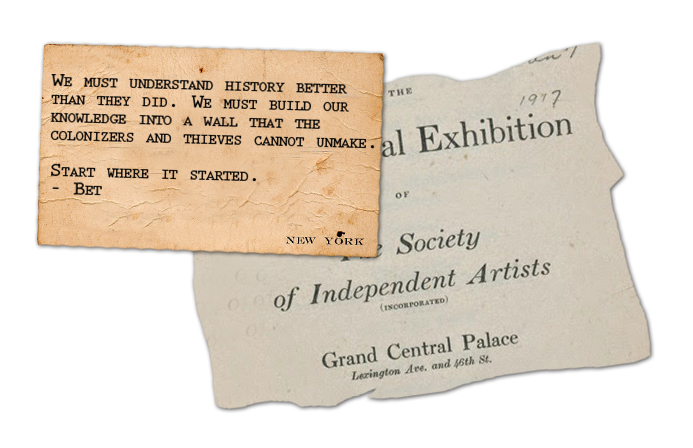 We must understand history better
than they did. We must build our
knowledge into a wall that the
colonizers and thieves cannot unmake.
Start where it started.
- Bet
NEW YORK
THE
1917
al Exhibition
OF
Society
of Independent Artists
(INCORPORATED)
Grand Central Palace
Lexington Ave. and 46th St.